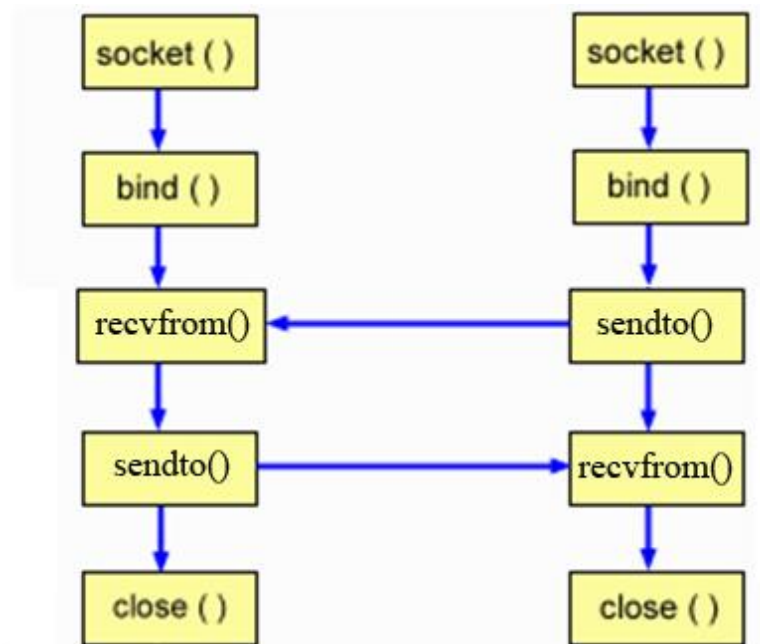 socket ( )
socket ( )
bind ( )
bind ( )
recvfrom()
sendto()
sendto()
recvfrom()
close ( )
close ( )